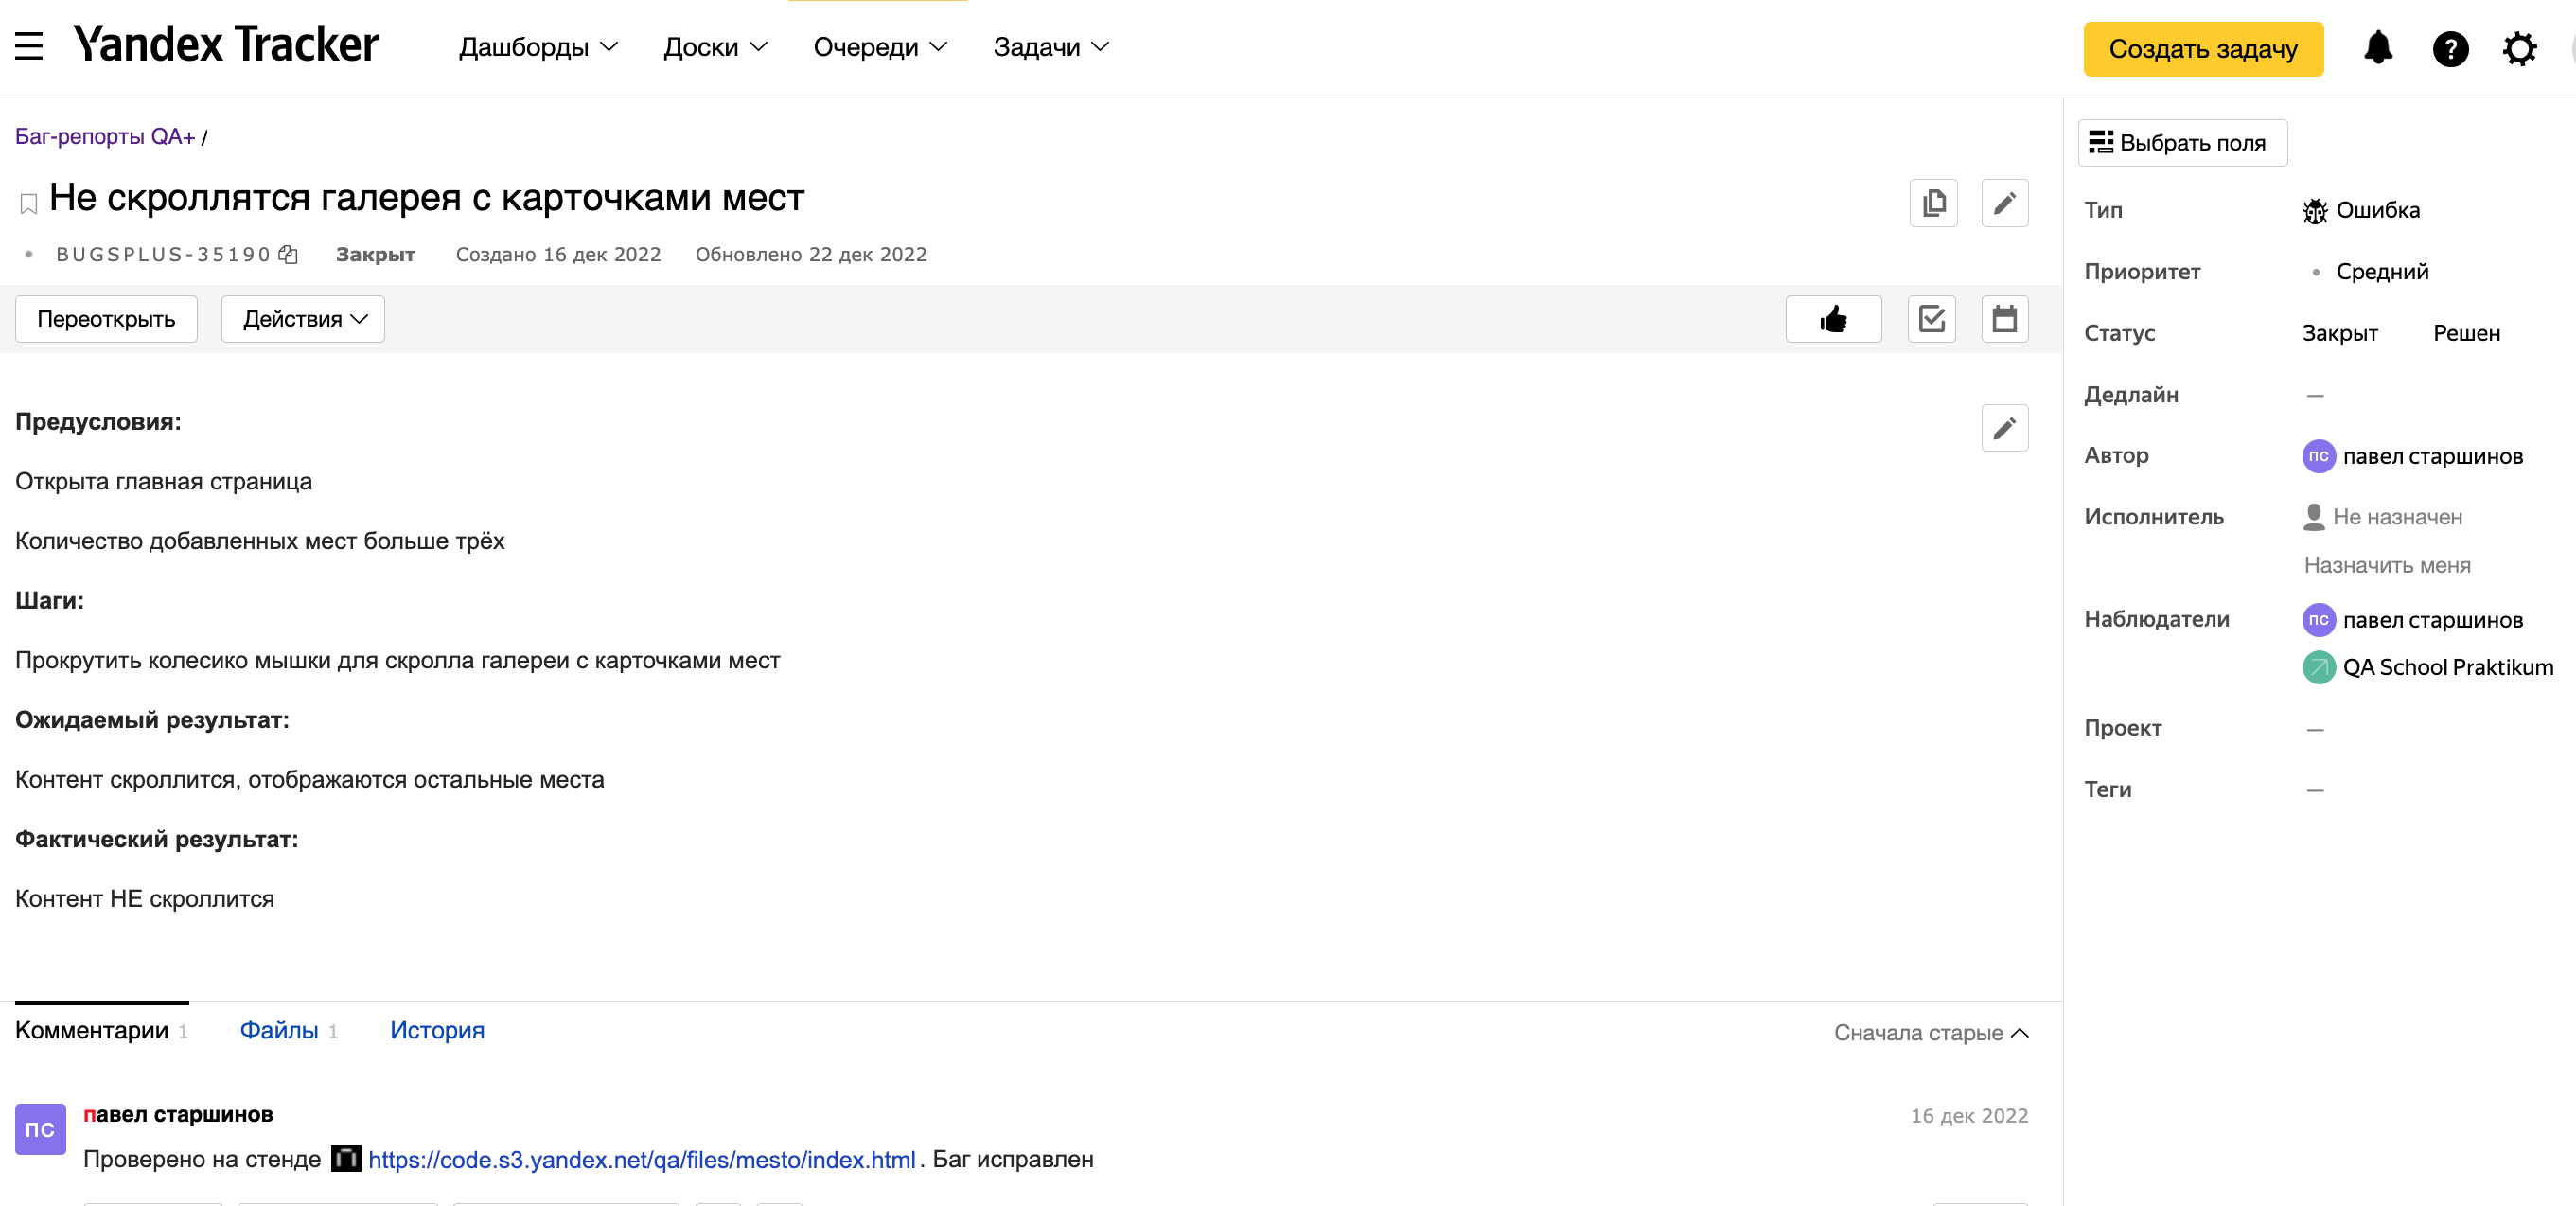 Yandex Tracker
Дашборды
Доски
Очереди
Задачи
Создать задачу
Баг-репорты QA+ /
Не скроллятся галерея с карточками мест
BUGSPLUS-35190 Закрыт Создано 16 дек 2022 Обновлено 22 дек 2022
Переоткрыть
Действия
Предусловия:
Открыта главная страница
Количество добавленных мест больше трёх
Шаги:
Прокрутить колесико мышки для скролла галереи с карточками мест
Ожидаемый результат:
Контент скроллится, отображаются остальные места
Фактический результат:
Контент НЕ скроллится
Комментарии 1
Файлы 1
История
Сначала старые
ПС
павел старшинов
16 дек 2022
Проверено на стенде https://code.s3.yandex.net/qa/files/mesto/index.html. Баг исправлен
Выбрать поля
Тип Ошибка
Приоритет Средний
Статус Закрыт Решен
Дедлайн —
Автор ПС павел старшинов
Исполнитель Не назначен
Назначить меня
Наблюдатели ПС павел старшинов
QA School Praktikum
Проект —
Теги —